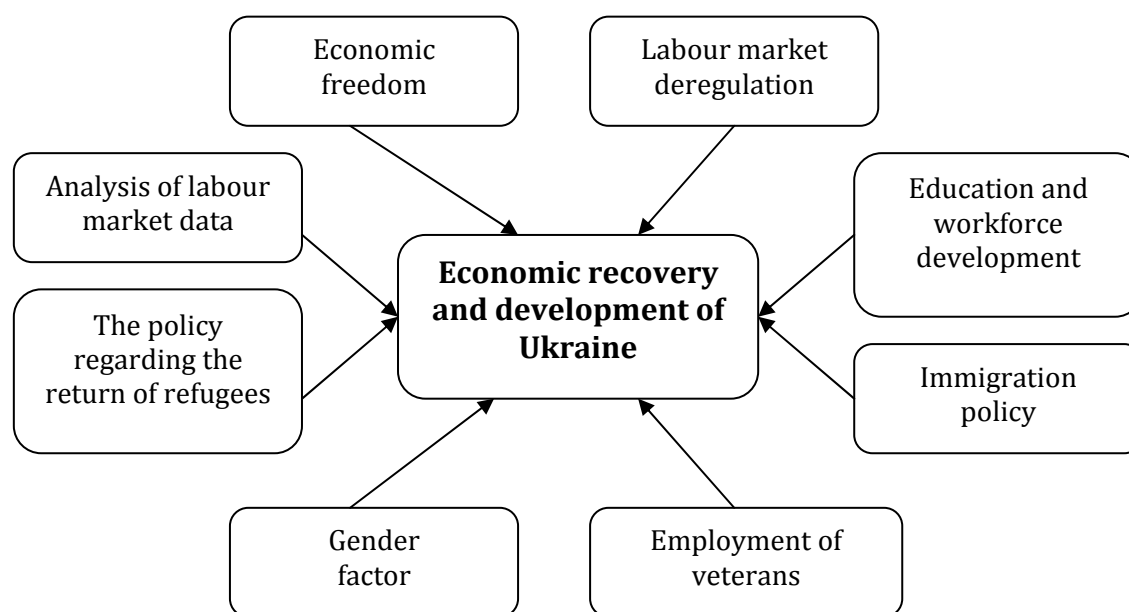 Economic
freedom
Labour market
deregulation
Analysis of labour
market data
Education and
workforce
development
Economic recovery
and development of
Ukraine
The policy
regarding the
return of refugees
Immigration
policy
Gender
factor
Employment of
veterans